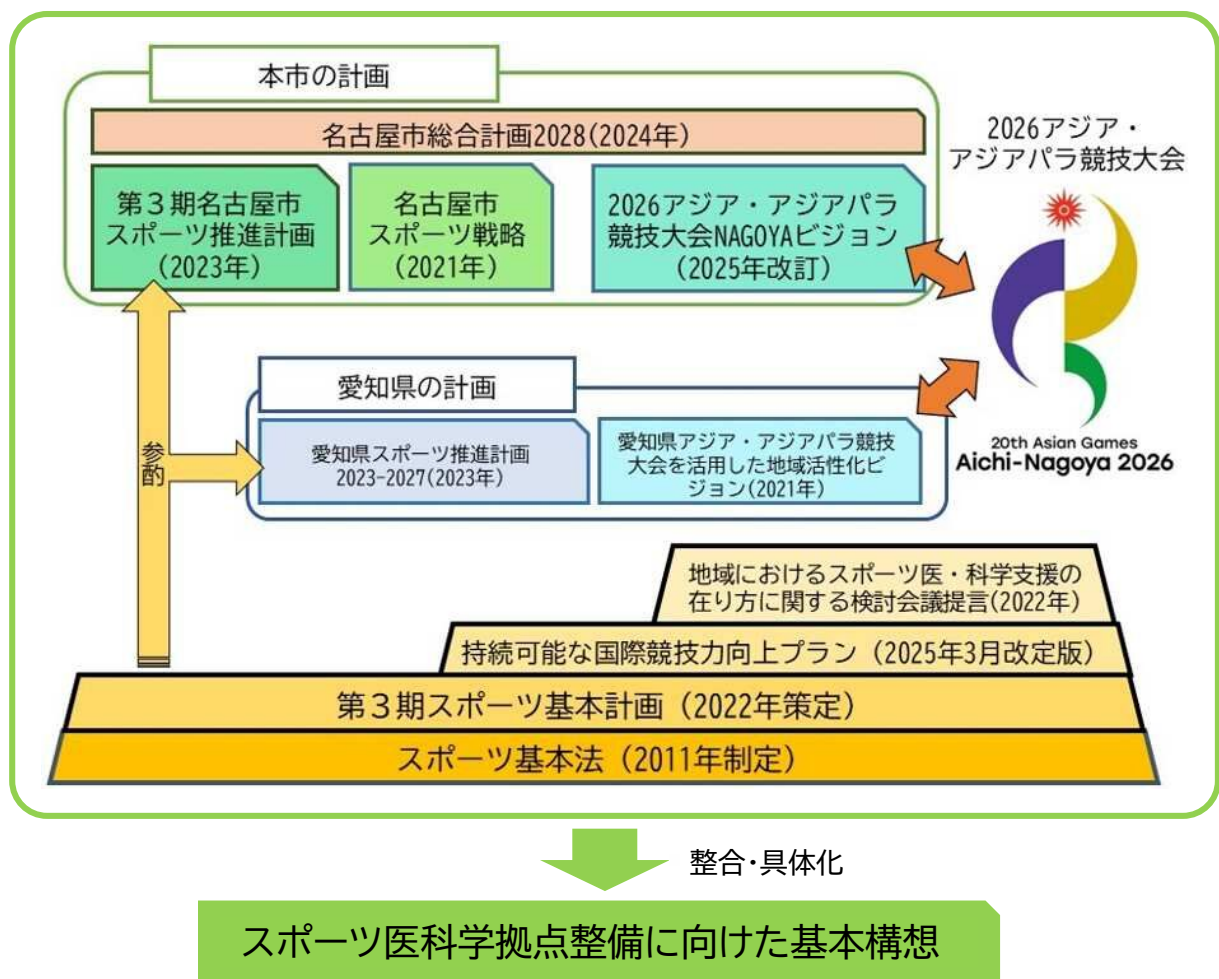 本市の計画
名古屋市総合計画2028(2024年)
第３期名古屋市
スポーツ推進計画
(2023年)
名古屋市
スポーツ戦略
(2021年)
2026アジア・アジアパラ
競技大会NAGOYAビジョン
(2025年改訂)
2026アジア・
アジアパラ競技大会
20th Asian Games
Aichi-Nagoya 2026
愛知県の計画
愛知県スポーツ推進計画
2023-2027(2023年)
愛知県アジア・アジアパラ競技
大会を活用した地域活性化ビ
ジョン(2021年)
参酌
地域におけるスポーツ医・科学支援の
在り方に関する検討会議提言(2022年)
持続可能な国際競技力向上プラン（2025年3月改定版）
第３期スポーツ基本計画（2022年策定）
スポーツ基本法（2011年制定）
整合・具体化
スポーツ医科学拠点整備に向けた基本構想